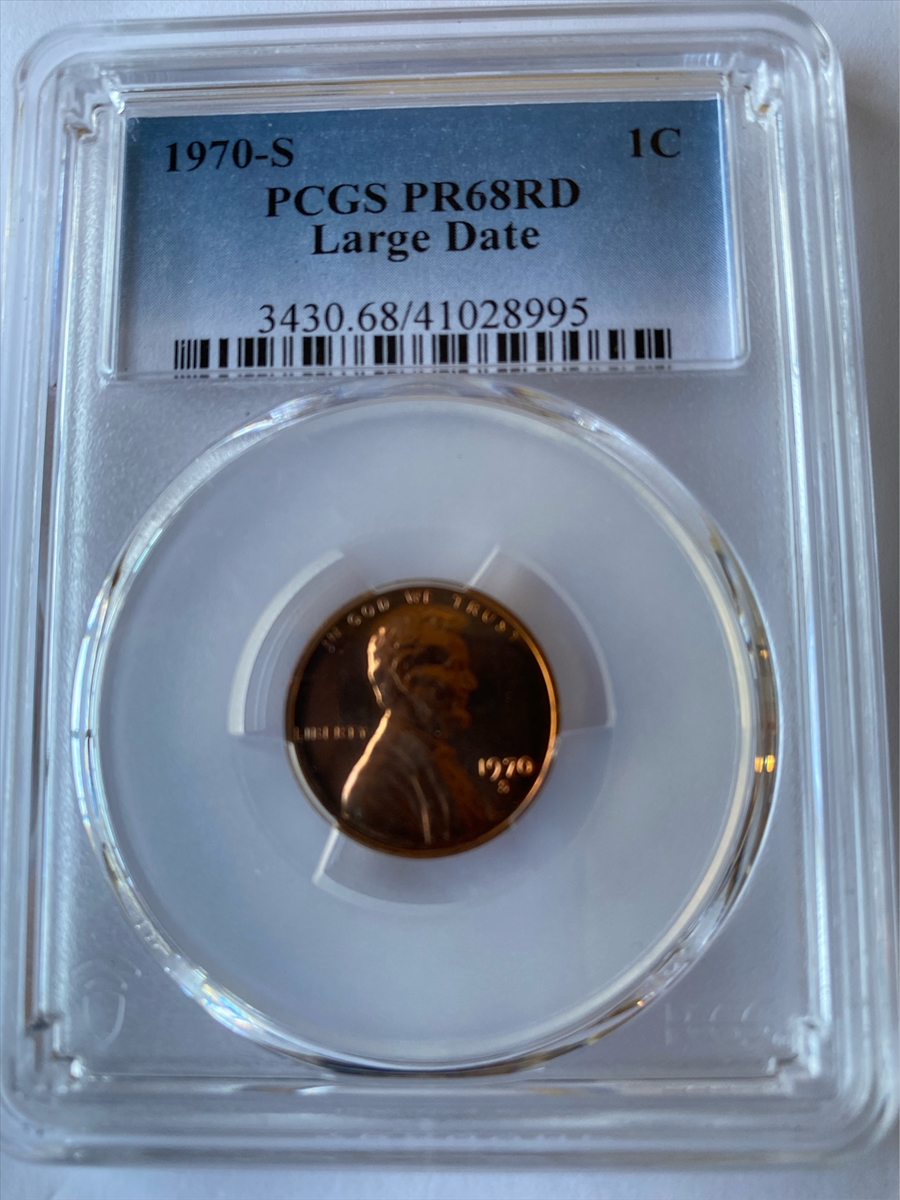 1970-S 1C
PCGS PR68RD
Large Date
3430.68/41028995
IN GOD WE TRUST
LIBERTY
1970
S